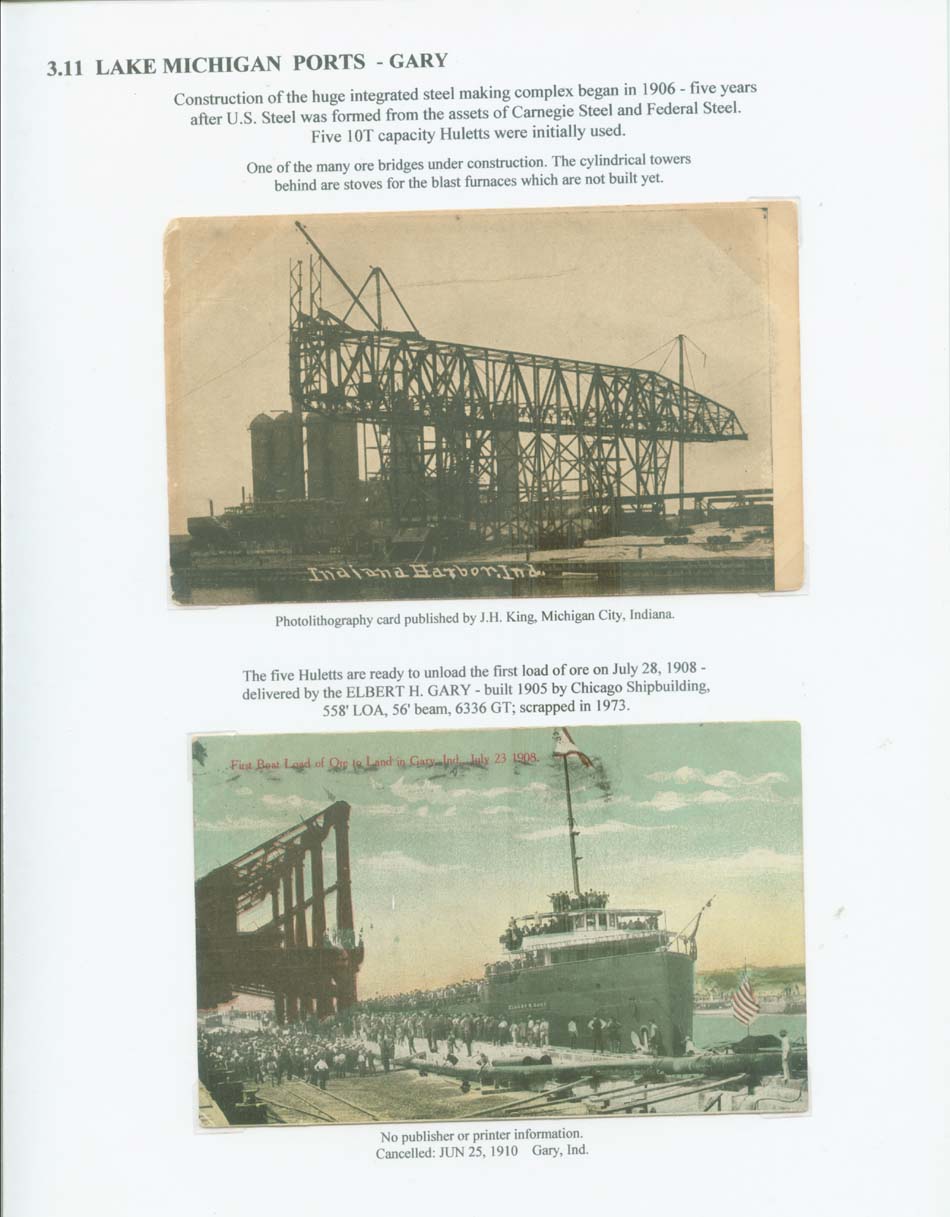 3.11 LAKE MICHIGAN PORTS - GARY
Construction of the huge integrated steel making complex began in 1906 - five years
after U.S. Steel was formed from the assets of Carnegie Steel and Federal Steel.
Five 10T capacity Huletts were initially used.
One of the many ore bridges under construction. The cylindrical towers
behind are stoves for the blast furnaces which are not built yet.
Indiana Harbor, Ind.
Photolithography card published by J.H. King, Michigan City, Indiana.
The five Huletts are ready to unload the first load of ore on July 28, 1908 -
delivered by the ELBERT H. GARY - built 1905 by Chicago Shipbuilding,
558' LOA, 56' beam, 6336 GT; scrapped in 1973.
First Boat Load of Ore to Land in Gary, Ind. July 23 1908.
ELBERT H. GARY
No publisher or printer information.
Cancelled: JUN 25, 1910 Gary, Ind.